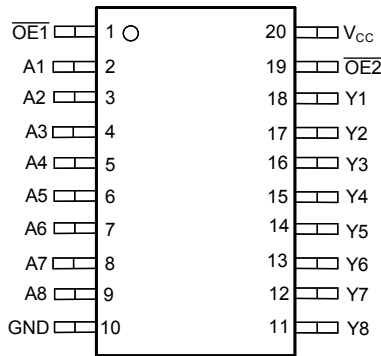 O̅E̅1̅ 1 20 VCC
A1 2 19 O̅E̅2̅
A2 3 18 Y1
A3 4 17 Y2
A4 5 16 Y3
A5 6 15 Y4
A6 7 14 Y5
A7 8 13 Y6
A8 9 12 Y7
GND 10 11 Y8